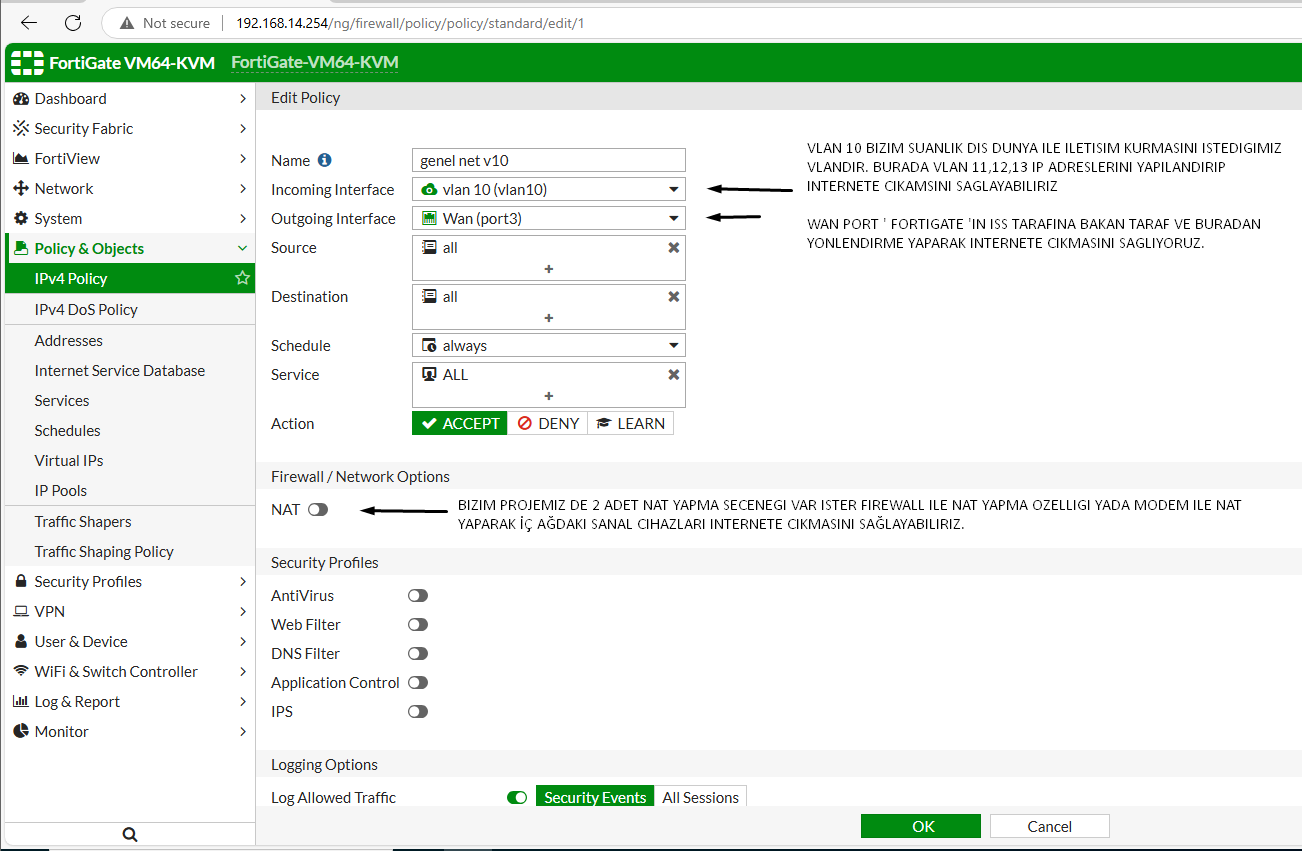 Not secure 192.168.14.254/ng/firewall/policy/policy/standard/edit/1
FortiGate VM64-KVM FortiGate-VM64-KVM
Dashboard
Security Fabric
FortiView
Network
System
Policy & Objects
IPv4 Policy
IPv4 DoS Policy
Addresses
Internet Service Database
Services
Schedules
Virtual IPs
IP Pools
Traffic Shapers
Traffic Shaping Policy
Security Profiles
VPN
User & Device
WiFi & Switch Controller
Log & Report
Monitor
Edit Policy
Name genel net v10
Incoming Interface vlan 10 (vlan10)
Outgoing Interface Wan (port3)
Source all
+
Destination all
+
Schedule always
Service ALL
+
Action ACCEPT DENY LEARN
VLAN 10 BIZIM SUANLIK DIS DUNYA ILE ILETISIM KURMASINI ISTEDIGIMIZ
VLANDIR. BURADA VLAN 11,12,13 IP ADRESLERINI YAPILANDIRIP
INTERNETE CIKAMSINI SAGLAYABILIRIZ
WAN PORT ' FORTIGATE 'IN ISS TARAFINA BAKAN TARAF VE BURADAN
YONLENDIRME YAPARAK INTERNETE CIKMASINI SAGLIYORUZ.
Firewall / Network Options
NAT
BIZIM PROJEMIZ DE 2 ADET NAT YAPMA SECENEGI VAR ISTER FIREWALL ILE NAT YAPMA OZELLIGI YADA MODEM ILE NAT
YAPARAK İÇ AĞDAKI SANAL CIHAZLARI INTERNETE CIKMASINI SAĞLAYABILIRIZ.
Security Profiles
AntiVirus
Web Filter
DNS Filter
Application Control
IPS
Logging Options
Log Allowed Traffic Security Events All Sessions
OK Cancel